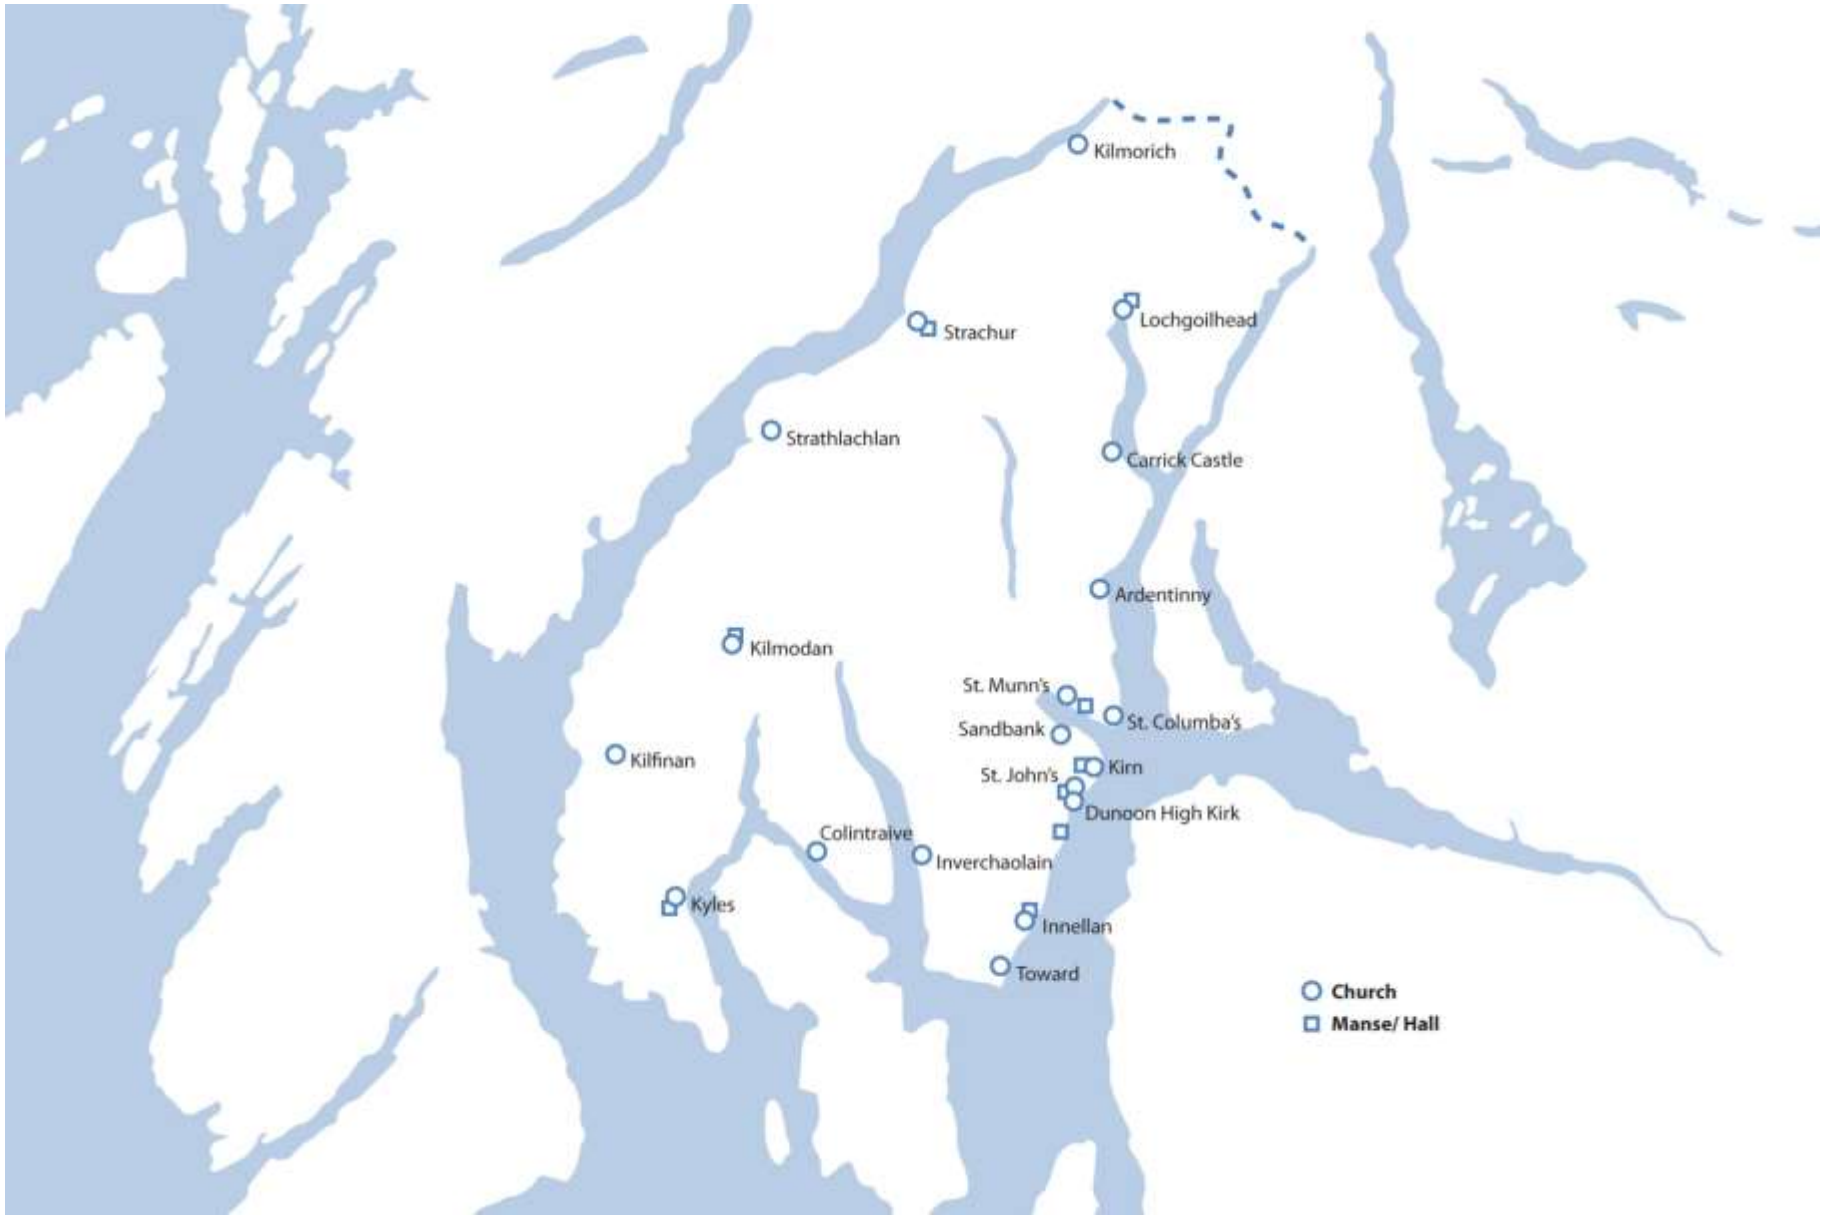 Kilmorich
Lochgoilhead
Strachur
Strathlachlan
Carrick Castle
Ardentinny
Kilmodan
St. Munn's
St. Columba's
Sandbank
Kilfinan
Kirn
St. John's
Dunoon High Kirk
Colintraive
Inverchaolain
Kyles
Innellan
Toward
Church
Manse/ Hall